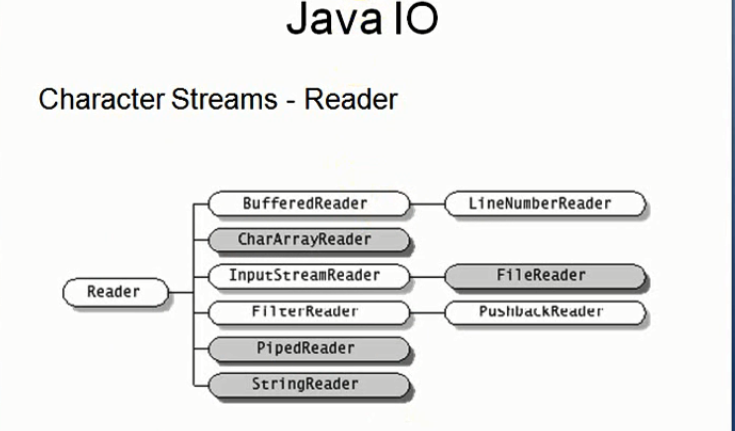 Java IO
Character Streams - Reader
BufferedReader
LineNumberReader
CharArrayReader
InputStreamReader
FileReader
Reader
FilterReader
PushbackReader
PipedReader
StringReader